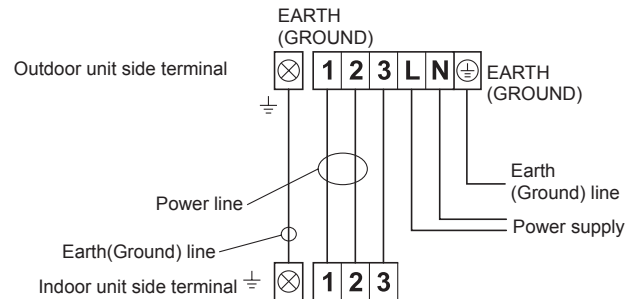 EARTH
(GROUND)
Outdoor unit side terminal
1 2 3 L N
EARTH
(GROUND)
Earth
(Ground) line
Power line
Power supply
Earth(Ground) line
Indoor unit side terminal
1 2 3